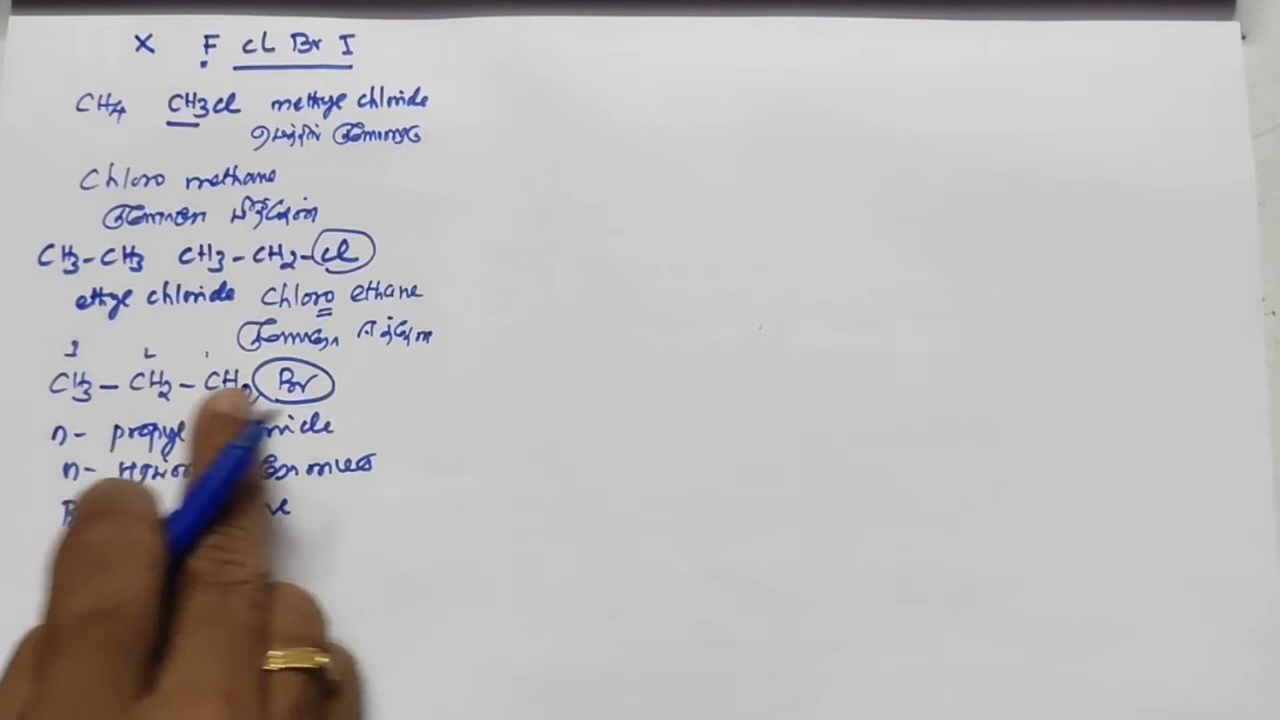 X F Cl Br I
CH4 CH3Cl methyl chloride
மெத்தில் குளோரைடு
Chloro methane
குளோரோ மீத்தேன்
CH3-CH3 CH3-CH2-Cl
ethyl chloride Chloro ethane
குளோரோ எத்தேன்
3 2 1
CH3-CH2-CH2 Br
n- propyl
n-